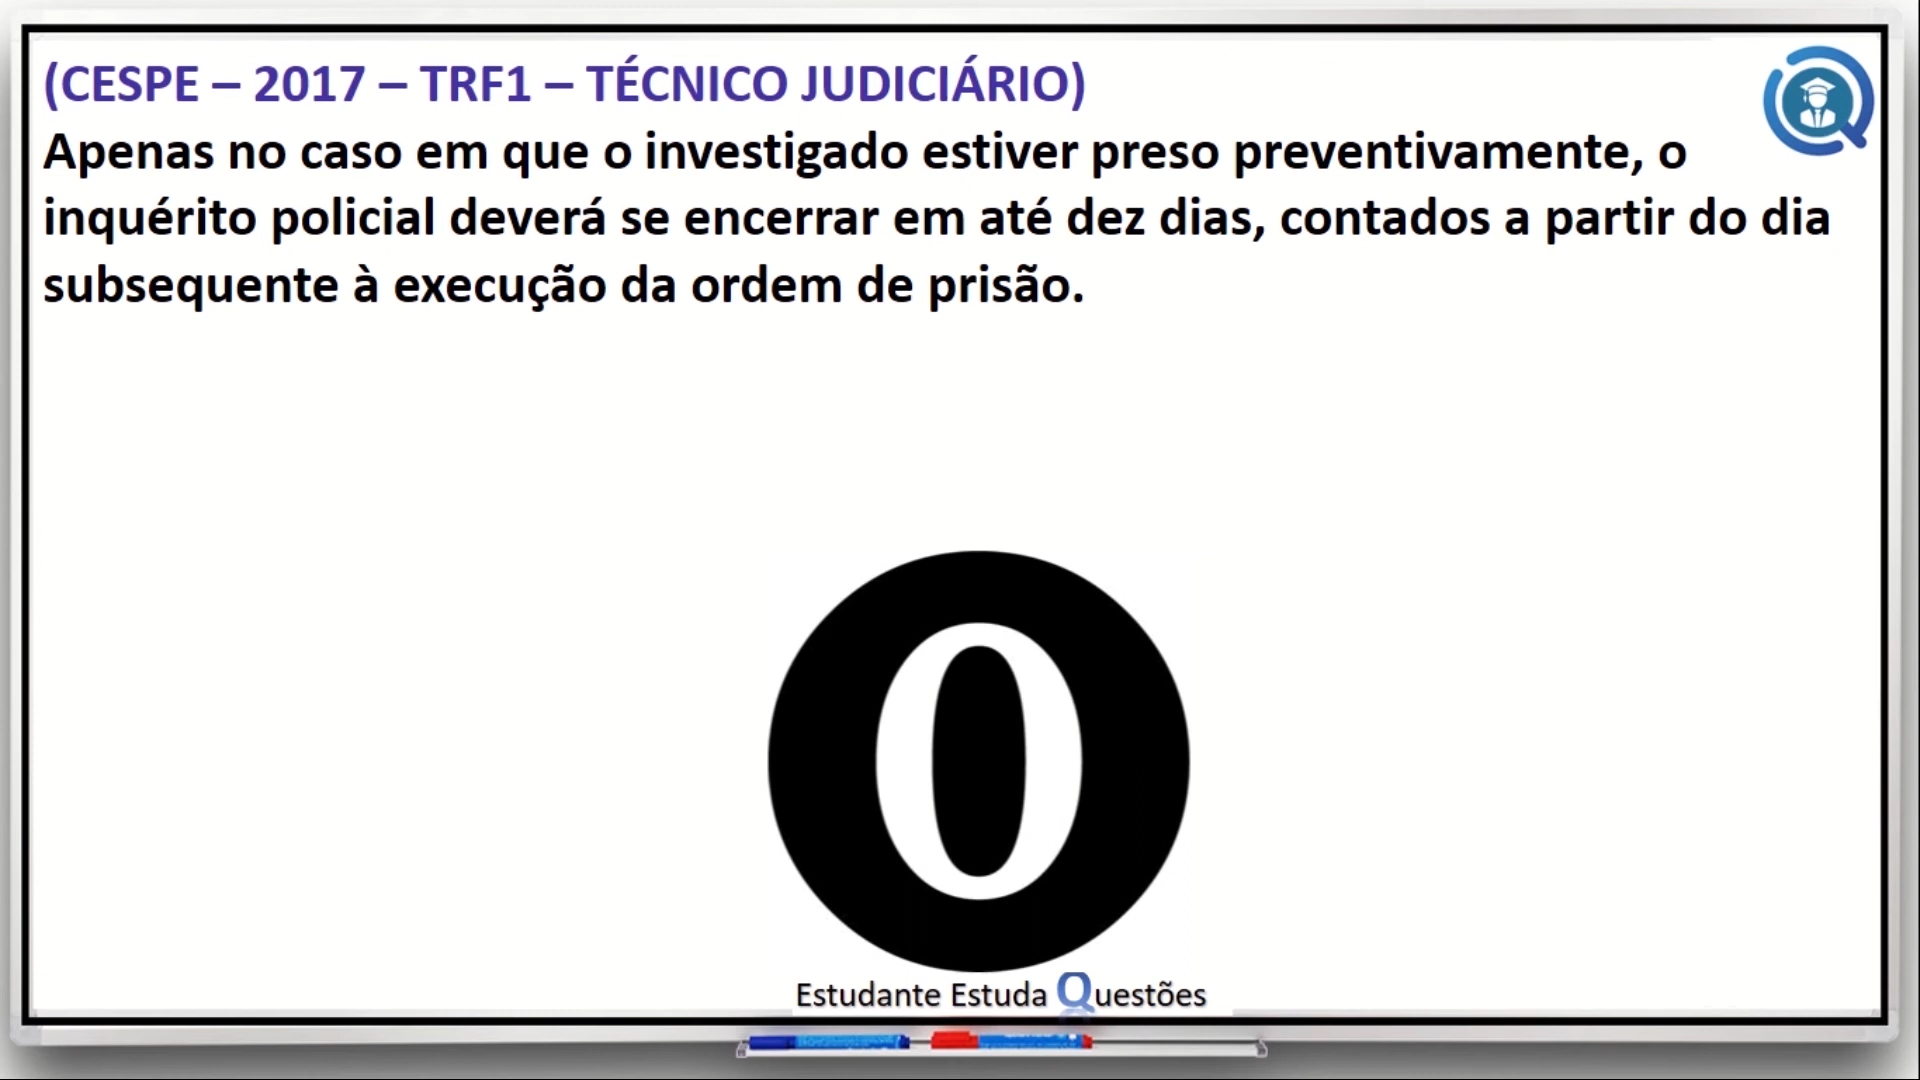 (CESPE – 2017 – TRF1 – TÉCNICO JUDICIÁRIO)
Apenas no caso em que o investigado estiver preso preventivamente, o
inquérito policial deverá se encerrar em até dez dias, contados a partir do dia
subsequente à execução da ordem de prisão.
0
Estudante Estuda Questões